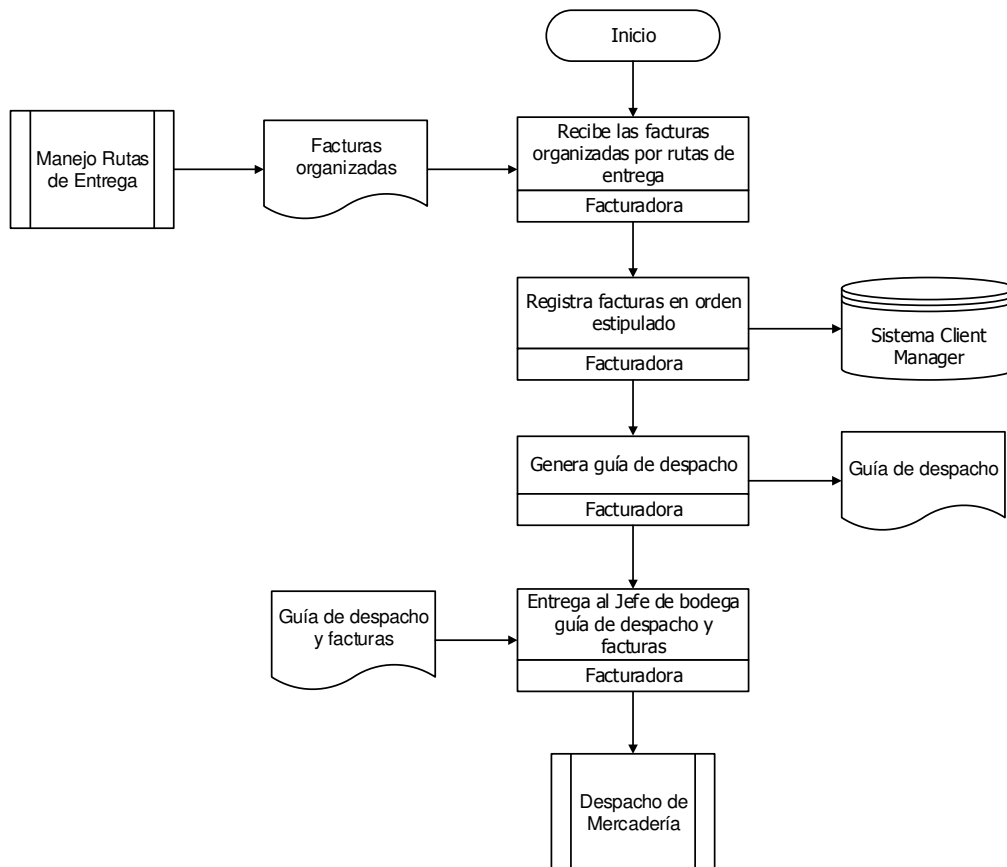 Inicio
Manejo Rutas
de Entrega
Facturas
organizadas
Recibe las facturas
organizadas por rutas de
entrega
Facturadora
Registra facturas en orden
estipulado
Facturadora
Sistema Client
Manager
Genera guía de despacho
Facturadora
Guía de despacho
Guía de despacho
y facturas
Entrega al Jefe de bodega
guía de despacho y
facturas
Facturadora
Despacho de
Mercadería